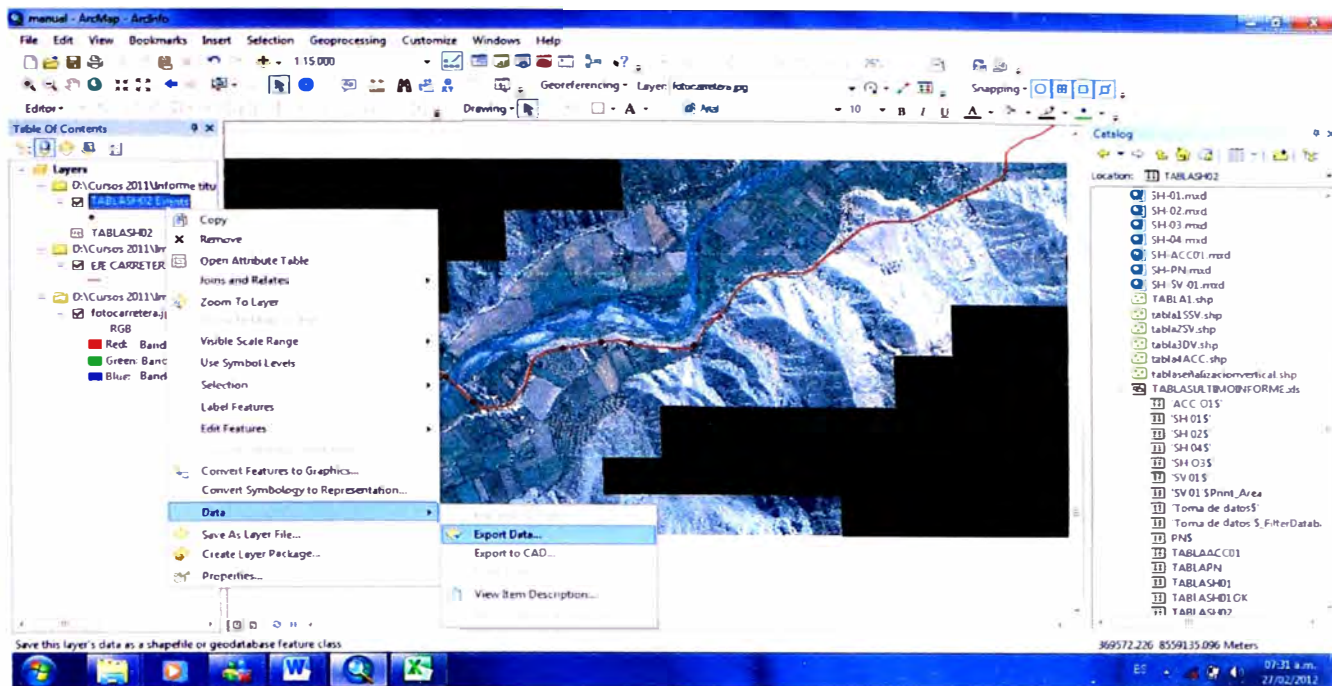 manual - ArcMap - ArcInfo
File Edit View Bookmarks Insert Selection Geoprocessing Customize Windows Help
1:15.000
Georeferencing Layer: fotocarretera.jpg
Snapping
Editor
Drawing
A
Arial
10
B I U A
Table Of Contents
Layers
D:\Cursos 2011\Informe titu
TABLASH02 Events
TABLASH02
D:\Cursos 2011\Inf
EJE CARRETER
D:\Cursos 2011\Inf
fotocarretera.j
RGB
Red: Band
Green: Band
Blue: Band
Copy
Remove
Open Attribute Table
Joins and Relates
Zoom To Layer
Visible Scale Range
Use Symbol Levels
Selection
Label Features
Edit Features
Convert Features to Graphics...
Convert Symbology to Representation...
Data
Save As Layer File...
Create Layer Package...
Properties...
Export Data...
Export to CAD...
View Item Description...
Catalog
Location: TABLASH02
SH-01.mxd
SH-02.mxd
SH-03.mxd
SH-04.mxd
SH-ACC01.mxd
SH-PN.mxd
SH-SV-01.mxd
TABLA1.shp
tabla1SSV.shp
tabla2SV.shp
tabla3DV.shp
tabla4ACC.shp
tablaseñalizacionvertical.shp
TABLASULTIMOINFORME.xls
'ACC O1$'
'SH 01$'
'SH 02$'
'SH 04$'
'SH O3$'
'SV 01$'
'SV 01 $Print_Area
'Toma de datos$'
'Toma de datos $_FilterDatab
PN$
TABLAACC01
TABLAPN
TABLASH01
TABLASH01GK
TABLASH02
Save this layer's data as a shapefile or geodatabase feature class
369572.226 8559135.096 Meters
ES
07:31 a.m.
27/02/2012